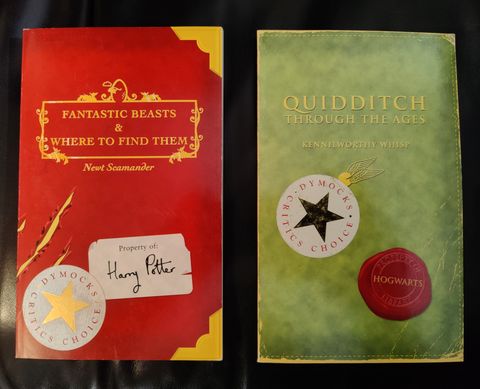 FANTASTIC BEASTS
&
WHERE TO FIND THEM
Newt Scamander
Property of:
Harry Potter
DYMOCKS
CRITICS CHOICE
QUIDDITCH
THROUGH THE AGES
KENNILWORTHY WHISP
DYMOCKS
CRITICS CHOICE
HOGWARTS
LIBRARY